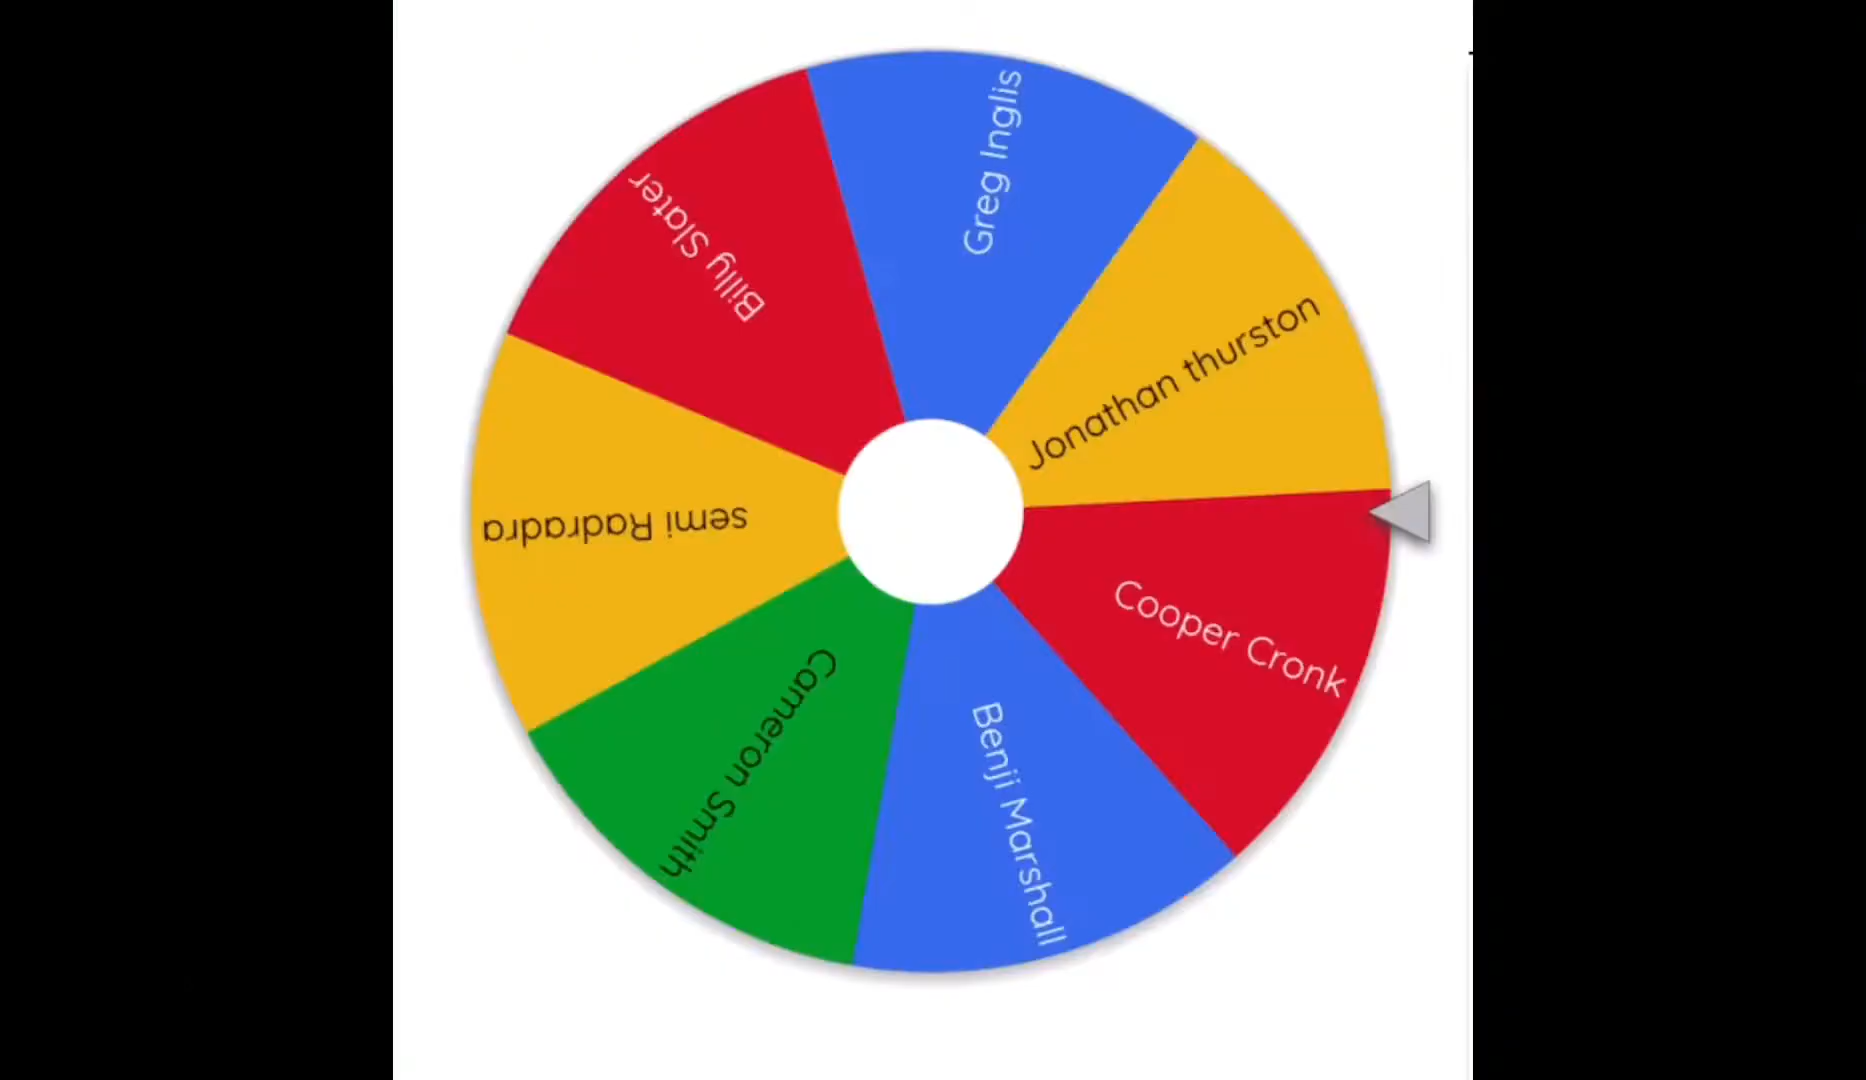 Greg Inglis
Jonathan thurston
Cooper Cronk
Benji Marshall
Cameron Smith
semi Radradra
Billy Slater